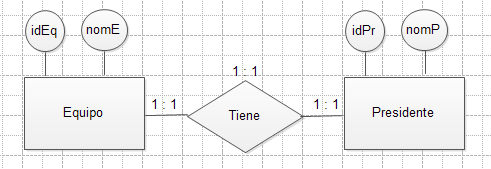 idEq
nomE
idPr
nomP
1 : 1
Equipo
1 : 1
Tiene
1 : 1
Presidente